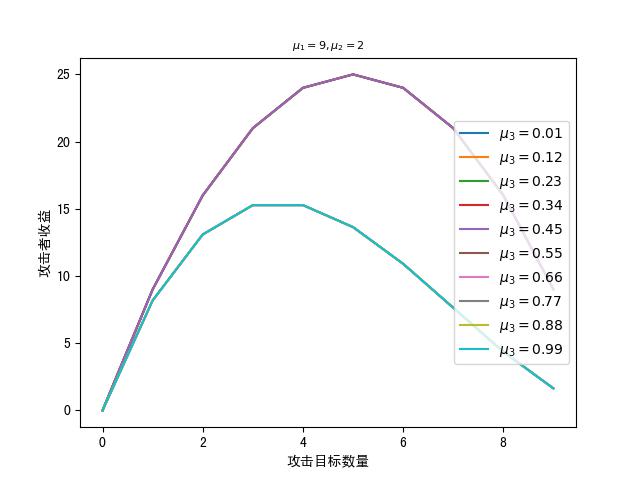 μ₁ = 9, μ₂ = 2
25
20
15
10
5
0
攻击者收益
0 2 4 6 8
攻击目标数量
μ₃ = 0.01
μ₃ = 0.12
μ₃ = 0.23
μ₃ = 0.34
μ₃ = 0.45
μ₃ = 0.55
μ₃ = 0.66
μ₃ = 0.77
μ₃ = 0.88
μ₃ = 0.99